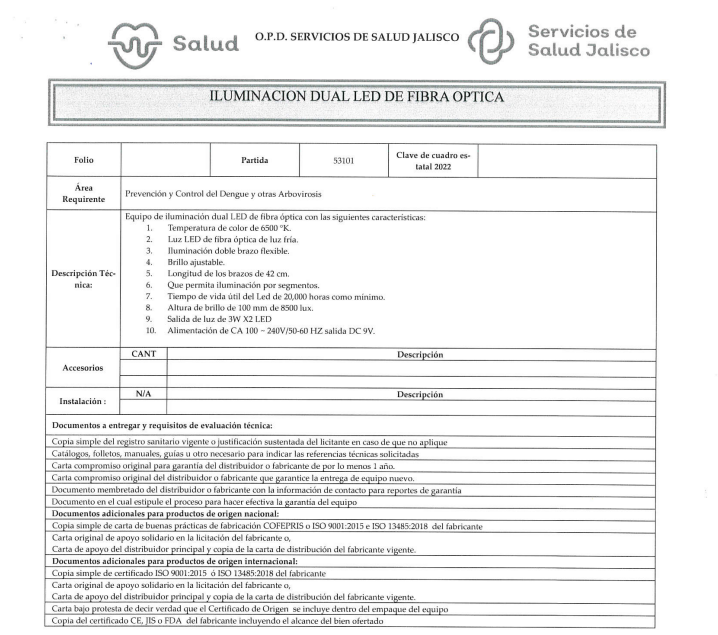 Salud
O.P.D. SERVICIOS DE SALUD JALISCO
Servicios de
Salud Jalisco
ILUMINACION DUAL LED DE FIBRA OPTICA
Folio
Partida
53101
Clave de cuadro es-
tatal 2022
Área
Requirente
Prevención y Control del Dengue y otras Arbovirosis
Descripción Téc-
nica:
Equipo de iluminación dual LED de fibra óptica con las siguientes características:
1. Temperatura de color de 6500 °K.
2. Luz LED de fibra óptica de luz fría.
3. Iluminación doble brazo flexible.
4. Brillo ajustable.
5. Longitud de los brazos de 42 cm.
6. Que permita iluminación por segmentos.
7. Tiempo de vida útil del Led de 20,000 horas como mínimo.
8. Altura de brillo de 100 mm de 8500 lux.
9. Salida de luz de 3W X2 LED
10. Alimentación de CA 100 ~ 240V/50-60 HZ salida DC 9V.
Accesorios
CANT
Descripción
Instalación :
N/A
Descripción
Documentos a entregar y requisitos de evaluación técnica:
Copia simple del registro sanitario vigente o justificación sustentada del licitante en caso de que no aplique
Catálogos, folletos, manuales, guías u otro necesario para indicar las referencias técnicas solicitadas
Carta compromiso original para garantía del distribuidor o fabricante de por lo menos 1 año.
Carta compromiso original del distribuidor o fabricante que garantice la entrega de equipo nuevo.
Documento membretado del distribuidor o fabricante con la información de contacto para reportes de garantía
Documento en el cual estipule el proceso para hacer efectiva la garantía del equipo
Documentos adicionales para productos de origen nacional:
Copia simple de carta de buenas prácticas de fabricación COFEPRIS o ISO 9001:2015 e ISO 13485:2018 del fabricante
Carta original de apoyo solidario en la licitación del fabricante o,
Carta de apoyo del distribuidor principal y copia de la carta de distribución del fabricante vigente.
Documentos adicionales para productos de origen internacional:
Copia simple de certificado ISO 9001:2015 ó ISO 13485:2018 del fabricante
Carta original de apoyo solidario en la licitación del fabricante o,
Carta de apoyo del distribuidor principal y copia de la carta de distribución del fabricante vigente.
Carta bajo protesta de decir verdad que el Certificado de Origen se incluye dentro del empaque del equipo
Copia del certificado CE, JIS o FDA del fabricante incluyendo el alcance del bien ofertado